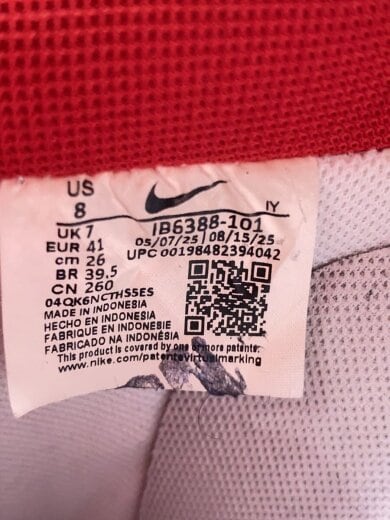 US
8
IY
UK 7
IB6388-101
EUR 41
05/07/25 | 08/15/25
cm 26
UPC 00198482394042
BR 39.5
CN 260
04QK6NCTHS5ES
MADE IN INDONESIA
HECHO EN INDONESIA
FABRIQUE EN INDONESIE
FABRICADO NA INDONÉSIA
This product is covered by one or more patents.
www.nike.com/patentsvirtualmarking